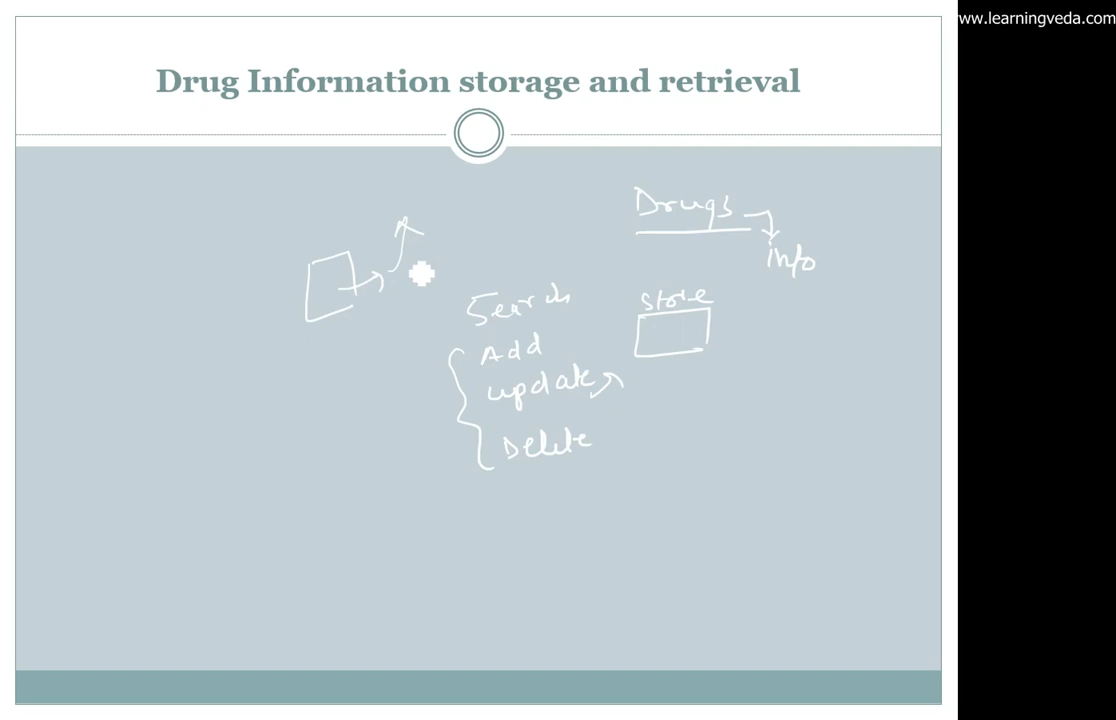 www.learningveda.com
Drug Information storage and retrieval
Drugs
info
Search
store
Add
update
Delete